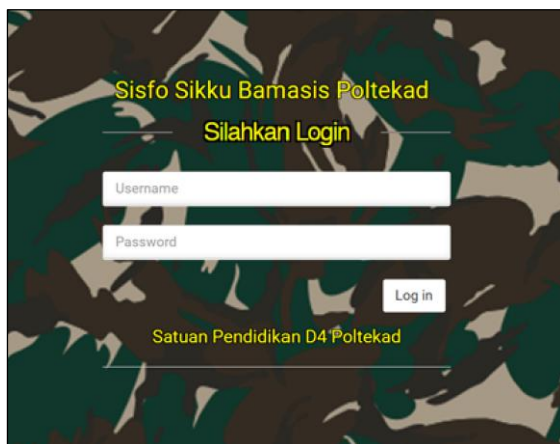 Sisfo Sikku Bamasis Poltekad
Silahkan Login
Username
Password
Log in
Satuan Pendidikan D4 Poltekad